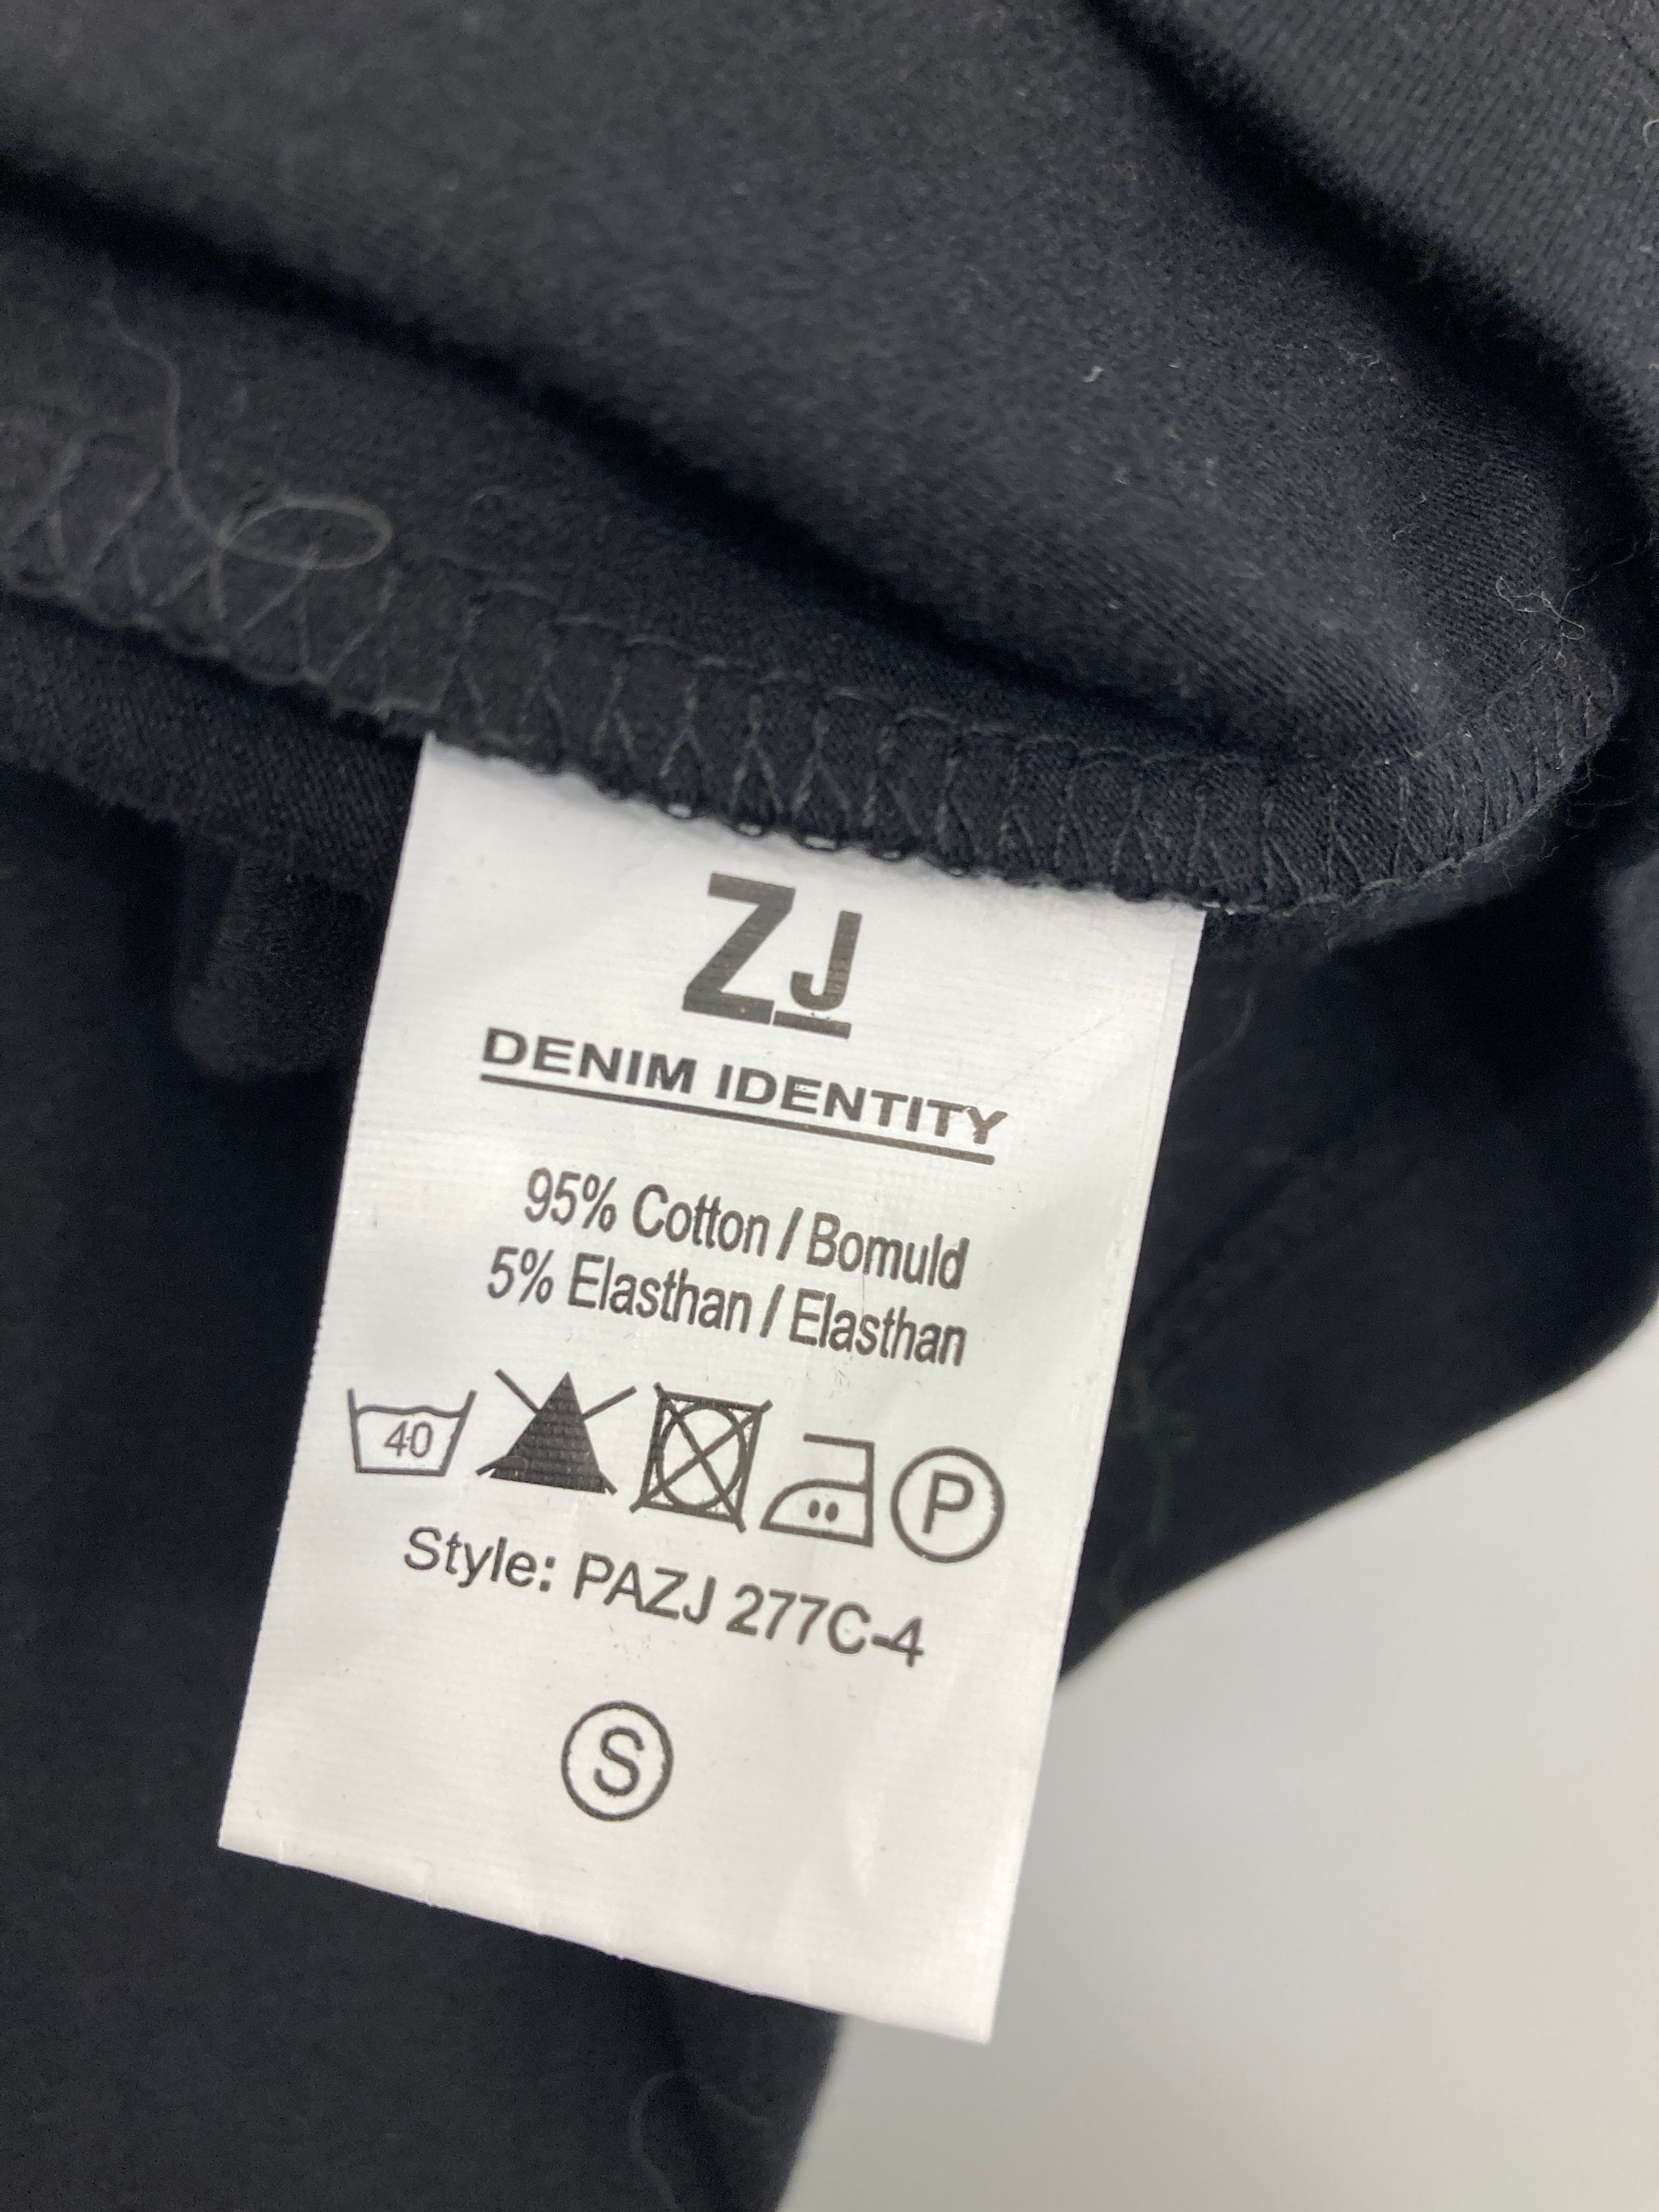 ZJ
DENIM IDENTITY
95% Cotton / Bomuld
5% Elasthan / Elasthan
40 P
Style: PAZJ 277C-4
S